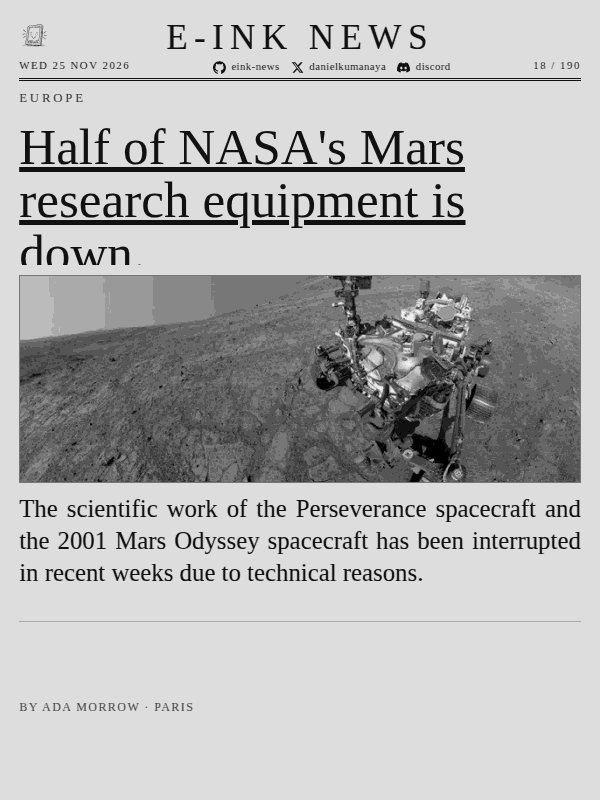 E-INK NEWS
WED 25 NOV 2026
eink-news danielkumanaya discord
18 / 190
EUROPE
Half of NASA's Mars
research equipment is
down.
The scientific work of the Perseverance spacecraft and
the 2001 Mars Odyssey spacecraft has been interrupted
in recent weeks due to technical reasons.
BY ADA MORROW · PARIS